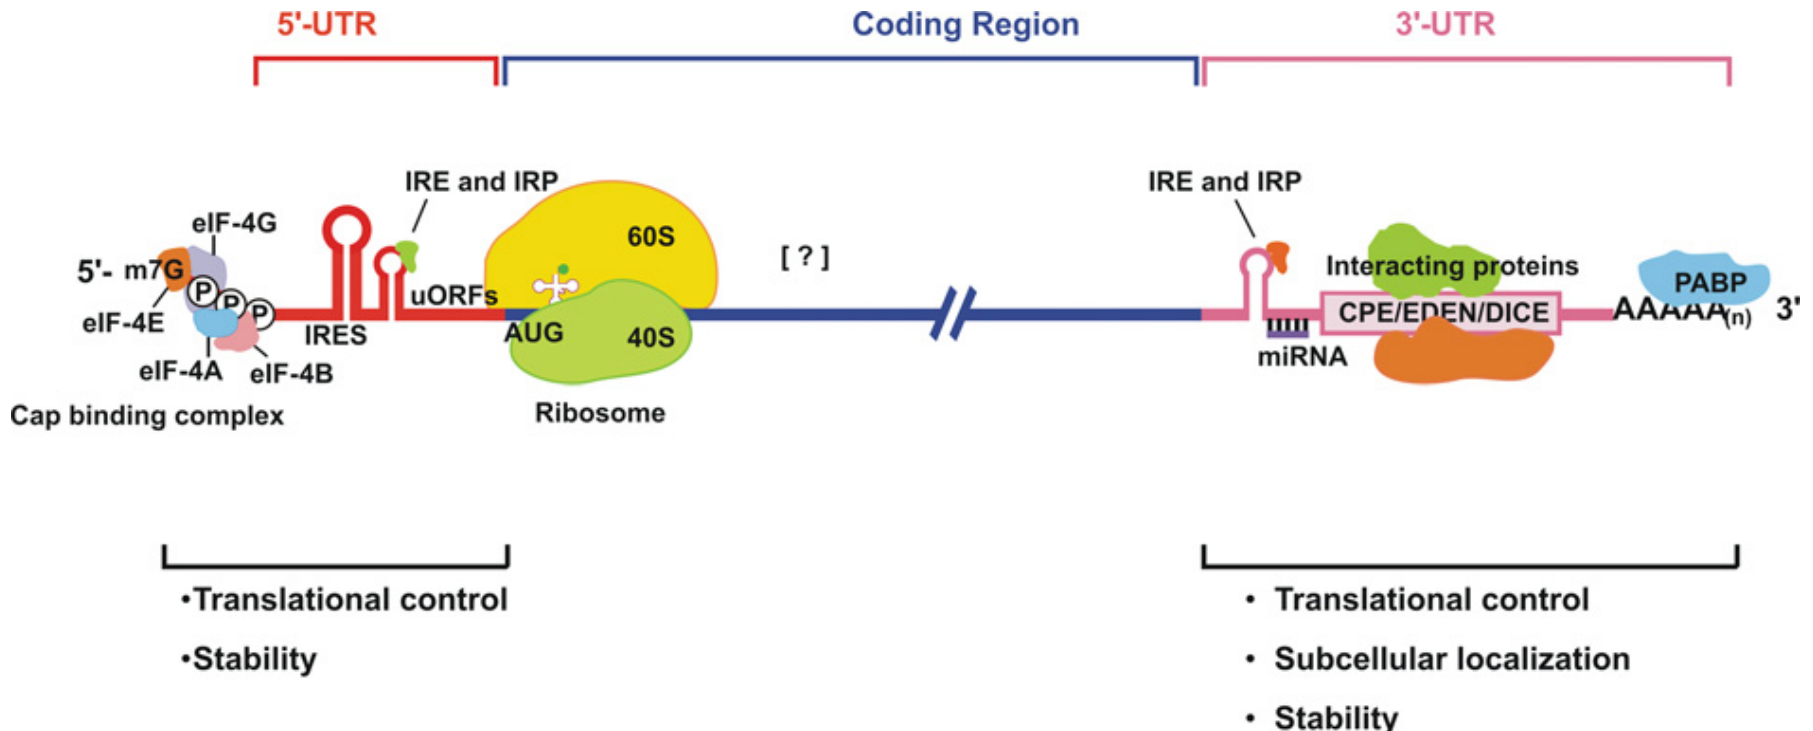 5'-UTR
Coding Region
3'-UTR
IRE and IRP
IRE and IRP
eIF-4G
60S
[ ? ]
5'- m7G
Interacting proteins
PABP
P
P
P
uORFs
CPE/EDEN/DICE
AAAAA(n) 3'
eIF-4E
IRES
AUG
40S
miRNA
eIF-4A
eIF-4B
Cap binding complex
Ribosome
•Translational control
•Stability
• Translational control
• Subcellular localization
• Stability